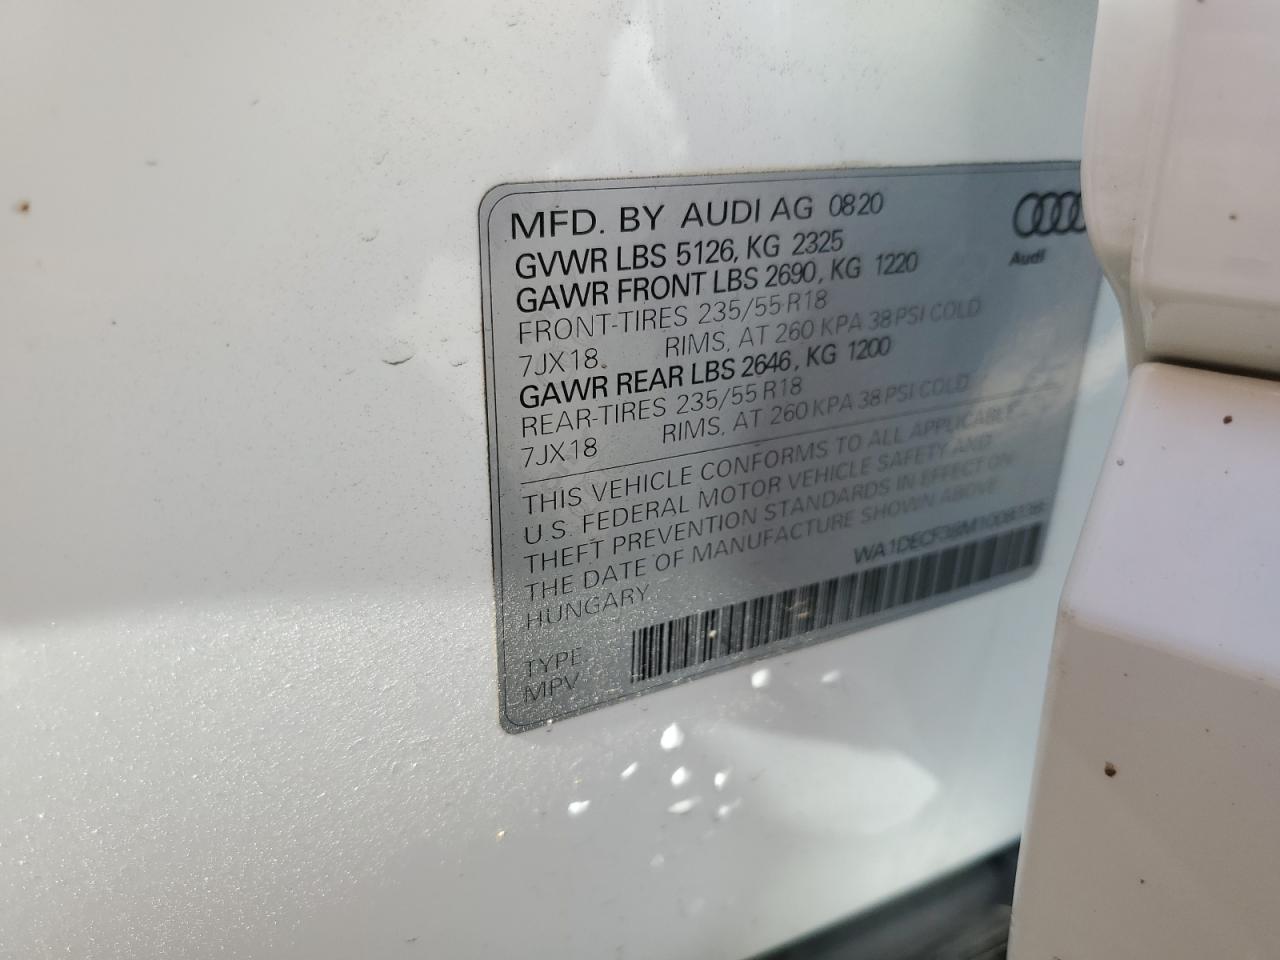 MFD. BY AUDI AG 0820
GVWR LBS 5126, KG 2325
GAWR FRONT LBS 2690, KG 1220
FRONT-TIRES 235/55 R18
7JX18. RIMS, AT 260 KPA 38 PSI COLD
GAWR REAR LBS 2646, KG 1200
REAR-TIRES 235/55 R18
7JX18 RIMS, AT 260 KPA 38 PSI COLD
THIS VEHICLE CONFORMS TO ALL APPLICABLE
U.S. FEDERAL MOTOR VEHICLE SAFETY AND
THEFT PREVENTION STANDARDS IN EFFECT ON
THE DATE OF MANUFACTURE SHOWN ABOVE
HUNGARY
TYPE
MPV
Audi